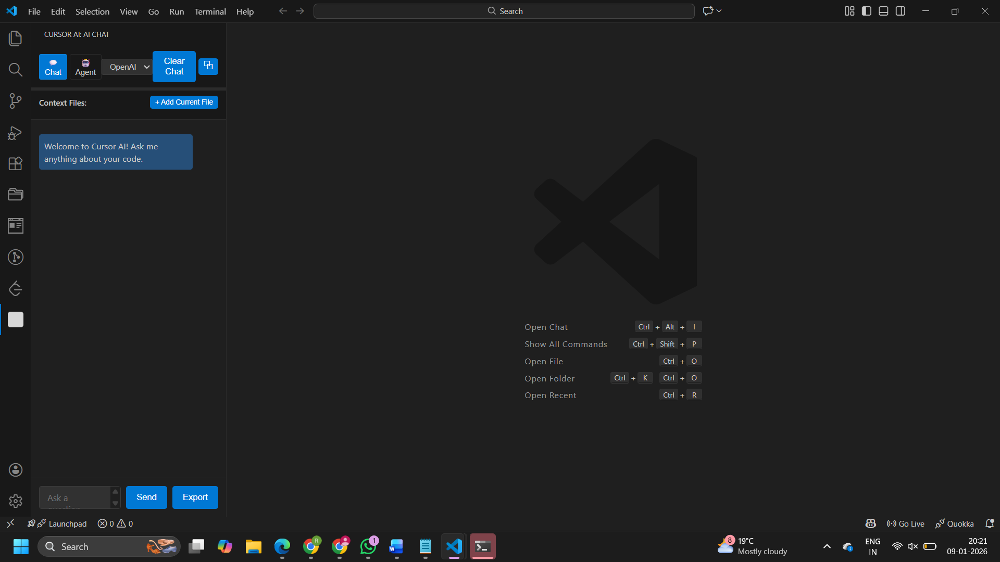 File Edit Selection View Go Run Terminal Help
Search
CURSOR AI: AI CHAT
Chat
Agent
OpenAI
Clear
Chat
Context Files:
+ Add Current File
Welcome to Cursor AI! Ask me
anything about your code.
Open Chat Ctrl + Alt + I
Show All Commands Ctrl + Shift + P
Open File Ctrl + O
Open Folder Ctrl + K Ctrl + O
Open Recent Ctrl + R
Ask a
question
Send
Export
Launchpad 0 0
Go Live
Quokka
Search
R
1
8
19°C
Mostly cloudy
ENG
IN
20:21
09-01-2026